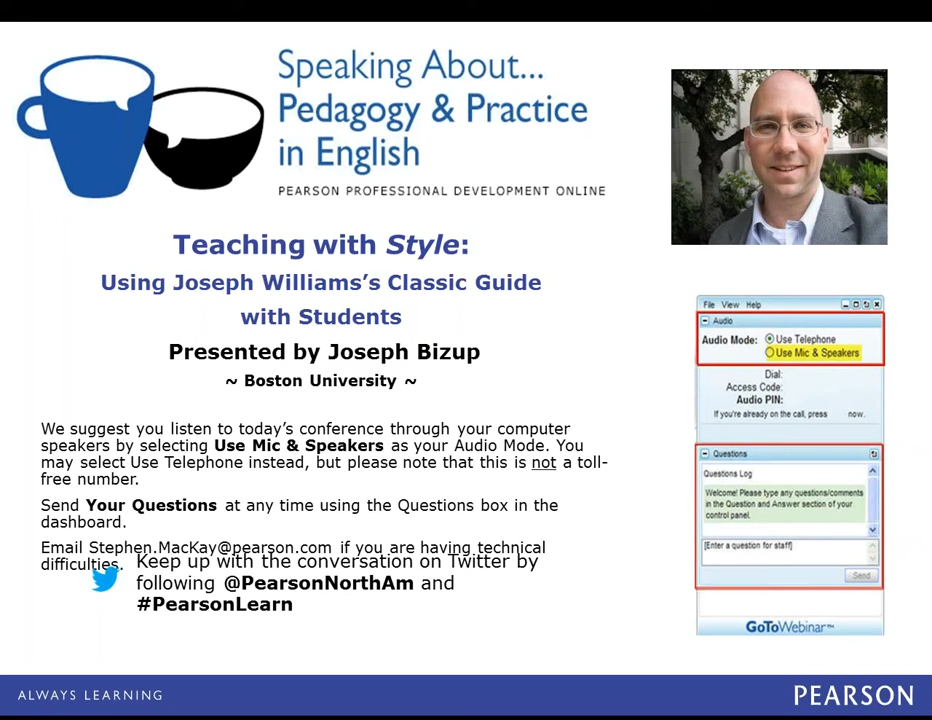 Speaking About...
Pedagogy & Practice
in English
PEARSON PROFESSIONAL DEVELOPMENT ONLINE
Teaching with Style:
Using Joseph Williams’s Classic Guide
with Students
Presented by Joseph Bizup
~ Boston University ~
We suggest you listen to today’s conference through your computer
speakers by selecting Use Mic & Speakers as your Audio Mode. You
may select Use Telephone instead, but please note that this is not a toll-
free number.
Send Your Questions at any time using the Questions box in the
dashboard.
Email Stephen.MacKay@pearson.com if you are having technical
difficulties.
Keep up with the conversation on Twitter by
following @PearsonNorthAm and
#PearsonLearn
File View Help
Audio
Audio Mode: Use Telephone
Use Mic & Speakers
Dial:
Access Code:
Audio PIN:
If you're already on the call, press now.
Questions
Questions Log
Welcome! Please type any questions/comments
in the Question and Answer section of your
control panel.
[Enter a question for staff]
Send
GoToWebinar™
ALWAYS LEARNING
PEARSON